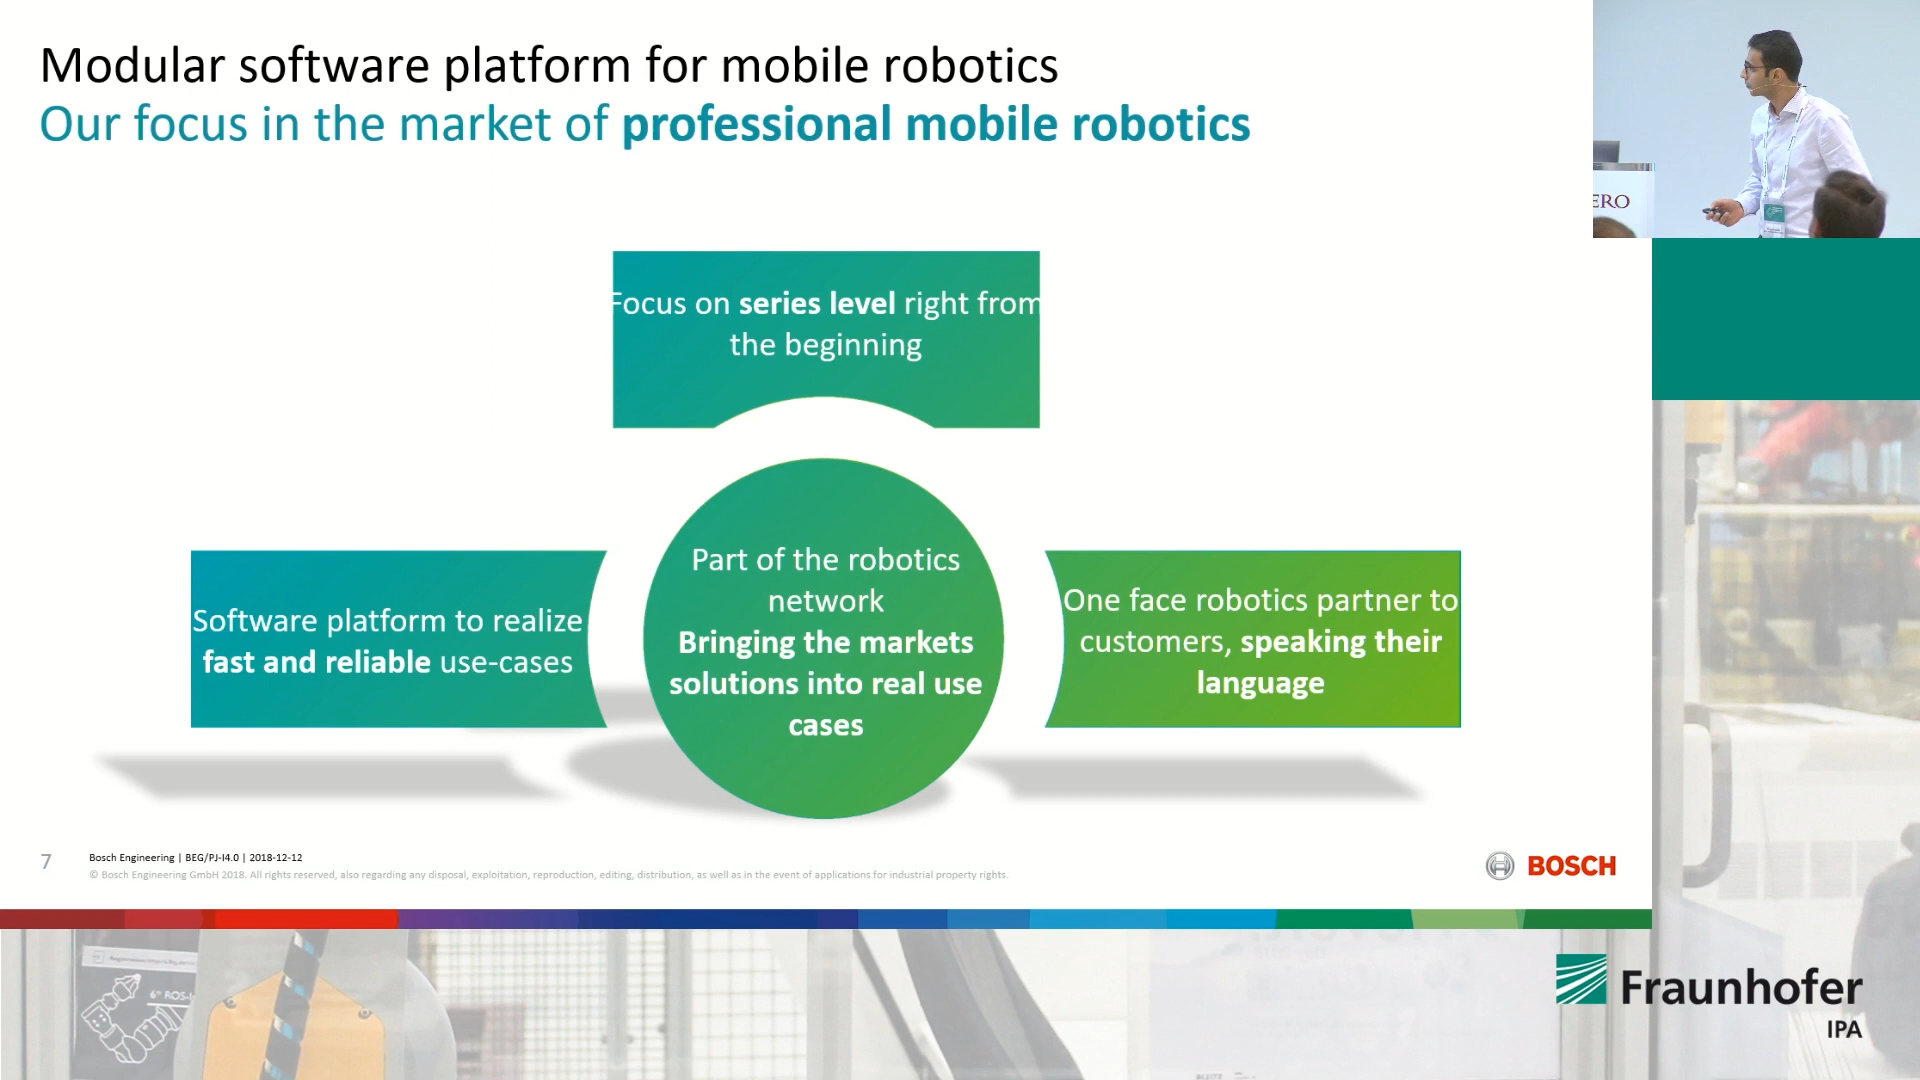 Modular software platform for mobile robotics
Our focus in the market of professional mobile robotics
ERO
Focus on series level right from
the beginning
Software platform to realize
fast and reliable use-cases
Part of the robotics
network
Bringing the markets
solutions into real use
cases
One face robotics partner to
customers, speaking their
language
7
Bosch Engineering | BEG/PJ-I4.0 | 2018-12-12
© Bosch Engineering GmbH 2018. All rights reserved, also regarding any disposal, exploitation, reproduction, editing, distribution, as well as in the event of applications for industrial property rights.
BOSCH
6th ROS-I
Fraunhofer
IPA